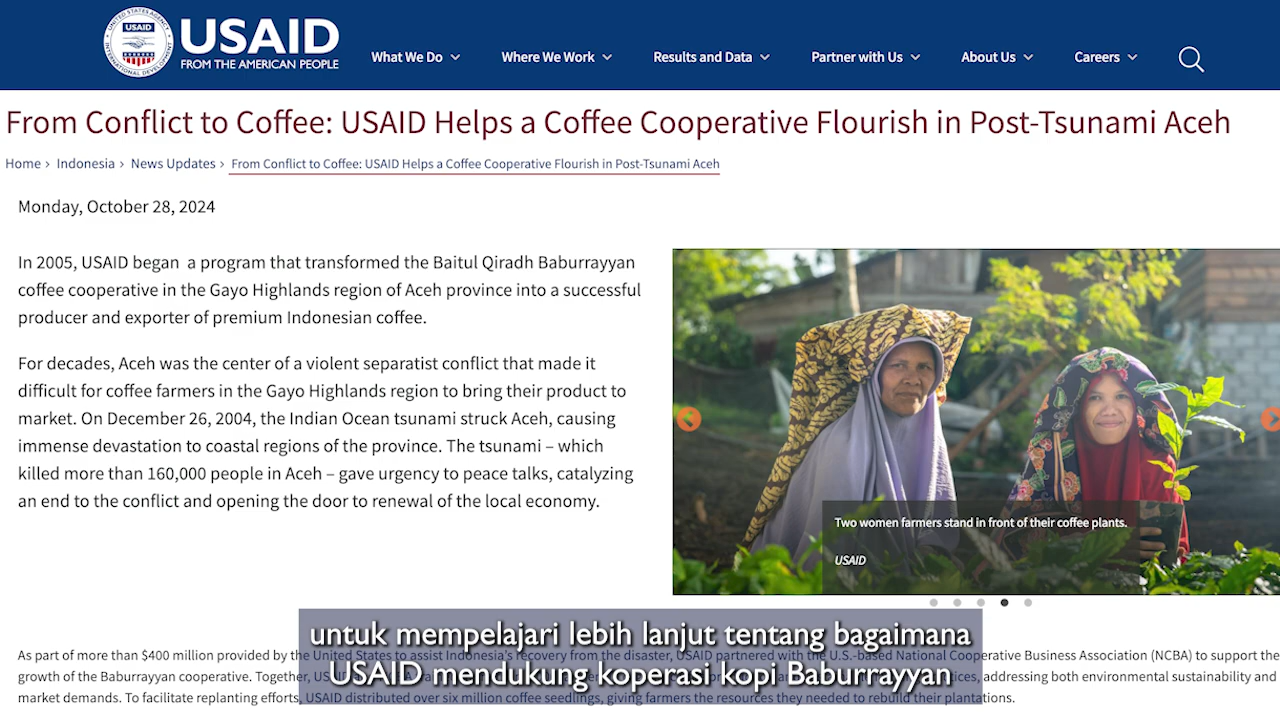 UNITED STATES AGENCY
USAID
INTERNATIONAL DEVELOPMENT
USAID
FROM THE AMERICAN PEOPLE
What We Do
Where We Work
Results and Data
Partner with Us
About Us
Careers
From Conflict to Coffee: USAID Helps a Coffee Cooperative Flourish in Post-Tsunami Aceh
Home › Indonesia › News Updates › From Conflict to Coffee: USAID Helps a Coffee Cooperative Flourish in Post-Tsunami Aceh
Monday, October 28, 2024
In 2005, USAID began a program that transformed the Baitul Qiradh Baburrayyan
coffee cooperative in the Gayo Highlands region of Aceh province into a successful
producer and exporter of premium Indonesian coffee.
For decades, Aceh was the center of a violent separatist conflict that made it
difficult for coffee farmers in the Gayo Highlands region to bring their product to
market. On December 26, 2004, the Indian Ocean tsunami struck Aceh, causing
immense devastation to coastal regions of the province. The tsunami – which
killed more than 160,000 people in Aceh – gave urgency to peace talks, catalyzing
an end to the conflict and opening the door to renewal of the local economy.
Two women farmers stand in front of their coffee plants.
USAID
untuk mempelajari lebih lanjut tentang bagaimana
USAID mendukung koperasi kopi Baburrayyan
As part of more than $400 million provided by the United States to assist Indonesia's recovery from the disaster, USAID partnered with the U.S.-based National Cooperative Business Association (NCBA) to support the
growth of the Baburrayyan cooperative. Together, addressing both environmental sustainability and
market demands. To facilitate replanting efforts, USAID distributed over six million coffee seedlings, giving farmers the resources they needed to rebuild their plantations.